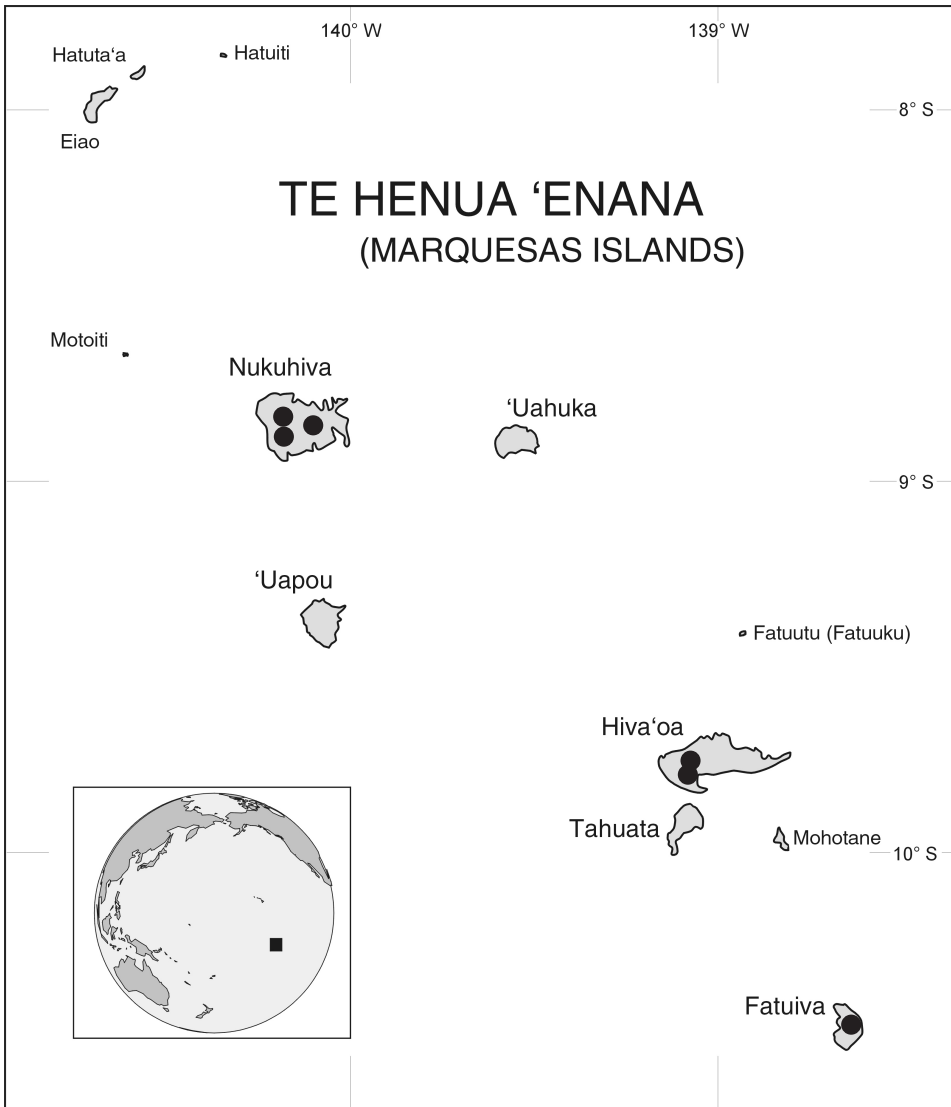 140° W
139° W
Hatuta‘a
Hatuiti
8° S
Eiao
TE HENUA ‘ENANA
(MARQUESAS ISLANDS)
Motoiti
Nukuhiva
‘Uahuka
9° S
‘Uapou
Fatuutu (Fatuuku)
Hiva‘oa
Tahuata
Mohotane
10° S
Fatuiva